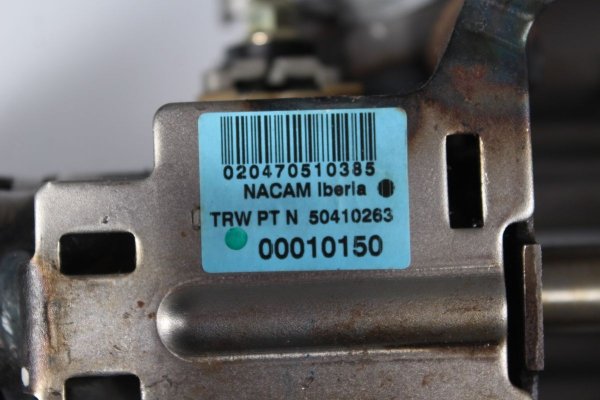 020470510385
NACAM Iberia
TRW PT N 50410263
00010150